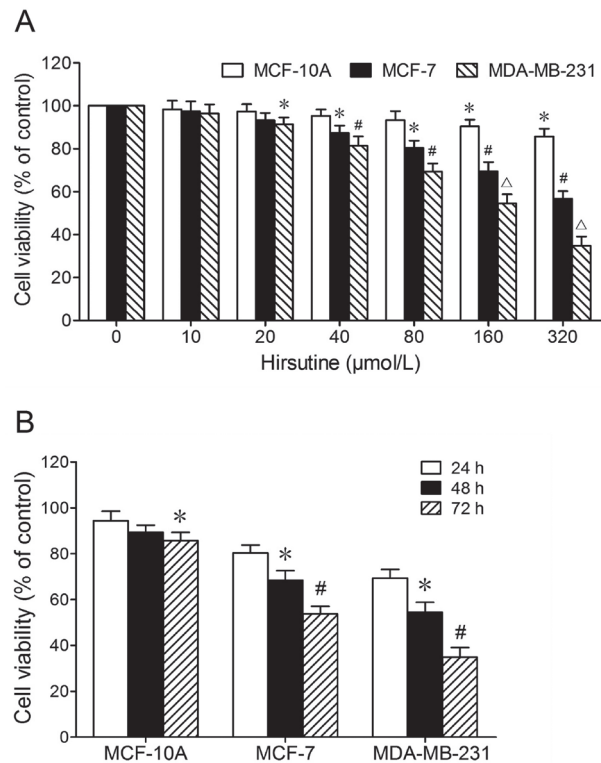 A
120
100
80
60
40
20
0
Cell viability (% of control)
MCF-10A MCF-7 MDA-MB-231
* * # * # * # △ * # △
0 10 20 40 80 160 320
Hirsutine (µmol/L)
B
120
100
80
60
40
20
0
Cell viability (% of control)
24 h
48 h
72 h
* * # * #
MCF-10A MCF-7 MDA-MB-231